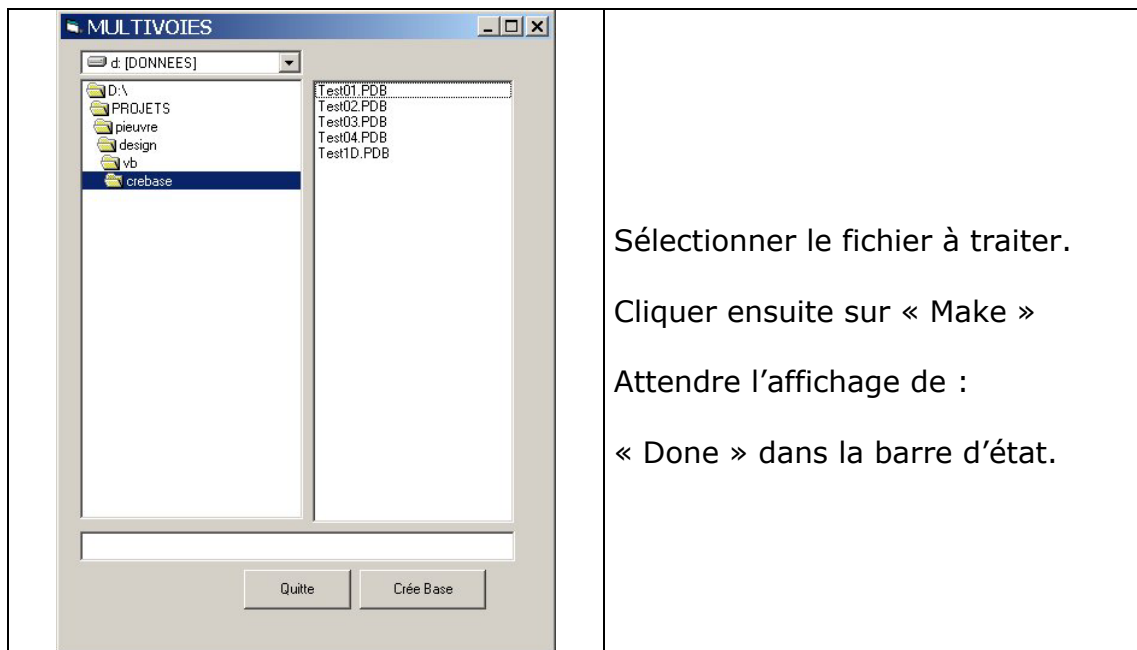 MULTIVOIES
d: [DONNEES]
D:\
PROJETS
pieuvre
design
vb
crebase
Test01.PDB
Test02.PDB
Test03.PDB
Test04.PDB
Test1D.PDB
Quitte
Crée Base
Sélectionner le fichier à traiter.
Cliquer ensuite sur « Make »
Attendre l’affichage de :
« Done » dans la barre d’état.